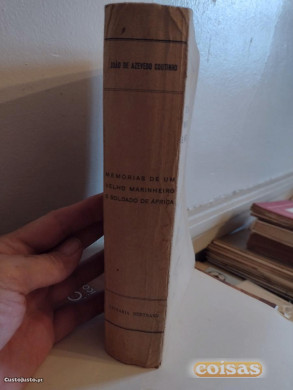 JOÃO DE AZEVEDO COUTINHO
MEMÓRIAS DE UM
VELHO MARINHEIRO
E SOLDADO DE ÁFRICA
CustoJusto.pt
coisas